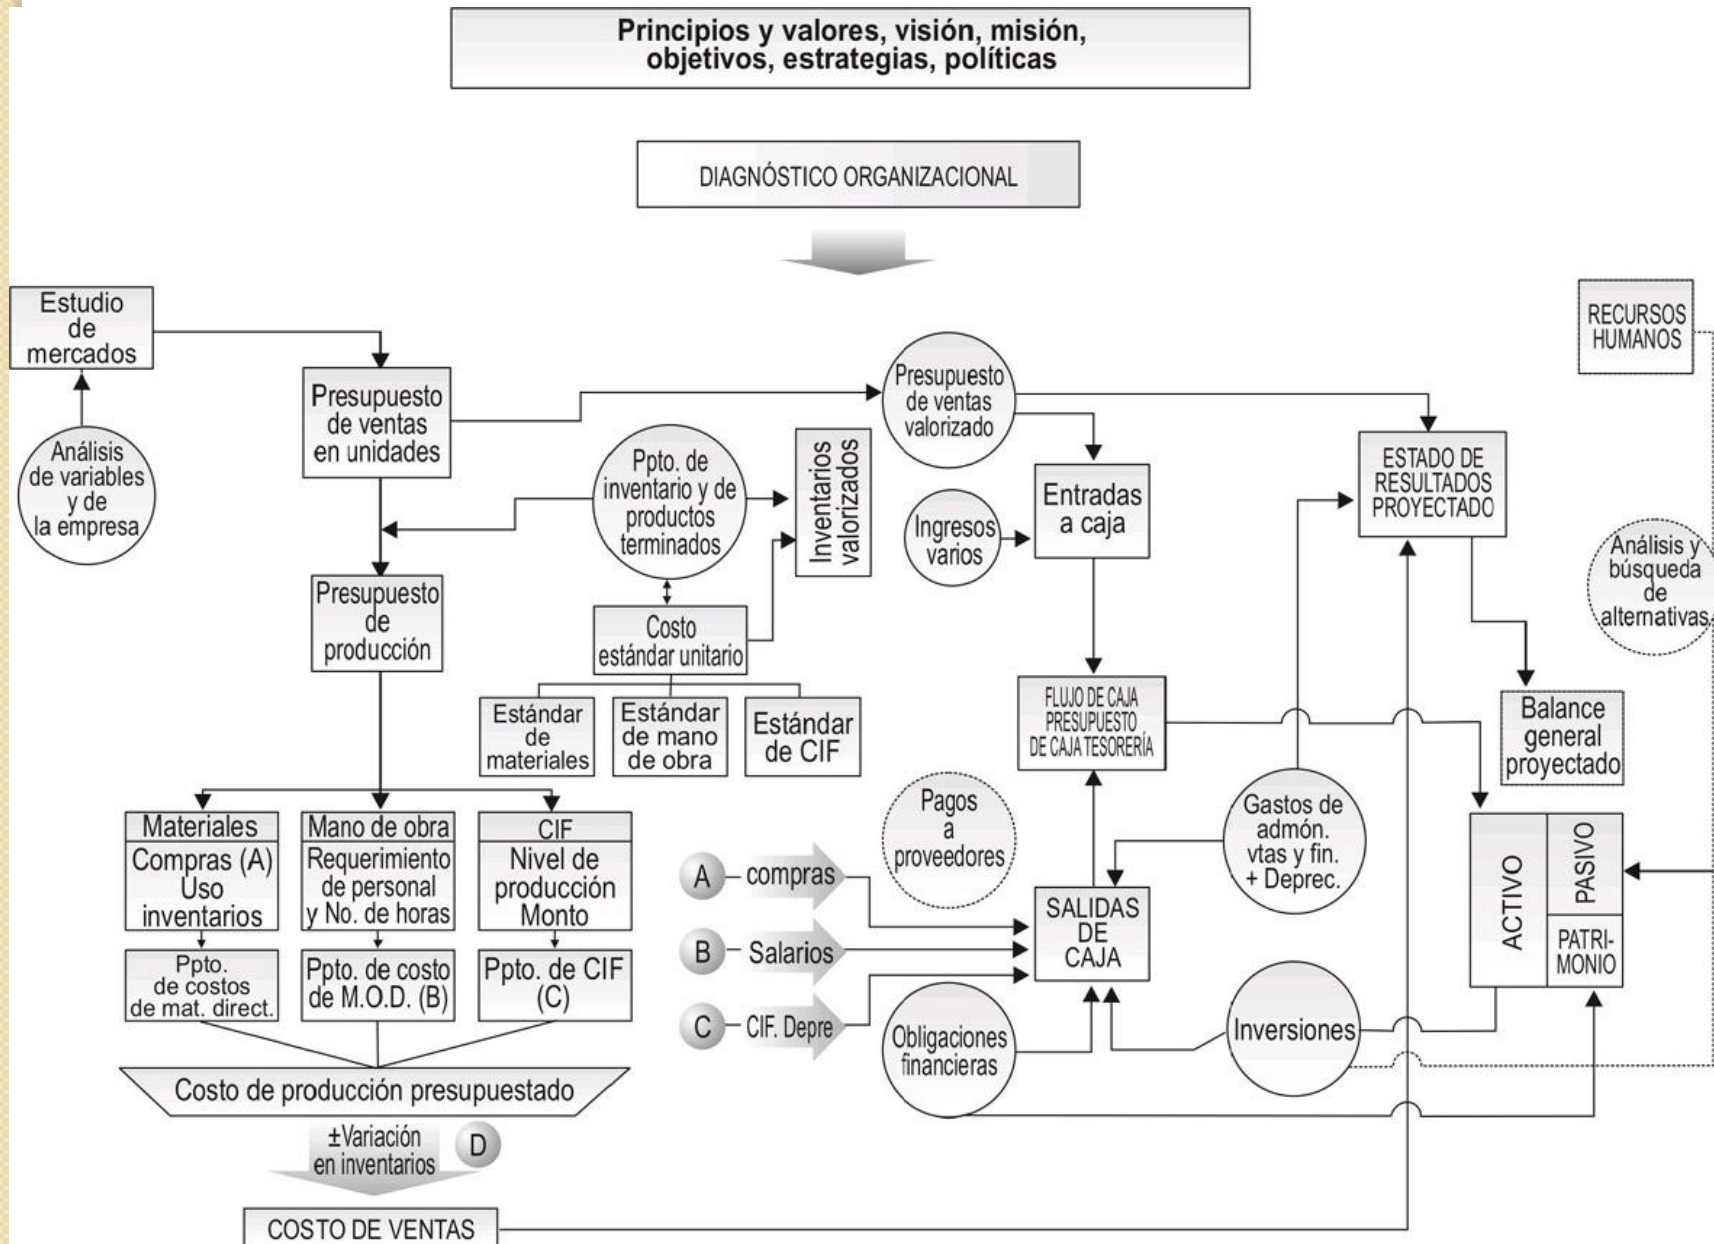 Principios y valores, visión, misión,
objetivos, estrategias, políticas
DIAGNÓSTICO ORGANIZACIONAL
Estudio
de
mercados
Análisis
de variables
y de
la empresa
Presupuesto
de ventas
en unidades
Presupuesto
de
producción
Ppto. de
inventario y de
productos
terminados
Inventarios
valorizados
Costo
estándar unitario
Estándar
de
materiales
Estándar
de mano
de obra
Estándar
de CIF
Presupuesto
de ventas
valorizado
Ingresos
varios
Entradas
a caja
ESTADO DE
RESULTADOS
PROYECTADO
RECURSOS
HUMANOS
Análisis y
búsqueda
de
alternativas
FLUJO DE CAJA
PRESUPUESTO
DE CAJA TESORERÍA
Balance
general
proyectado
Materiales
Compras (A)
Uso
inventarios
Mano de obra
Requerimiento
de personal
y No. de horas
CIF
Nivel de
producción
Monto
Ppto.
de costos
de mat. direct.
Ppto. de costo
de M.O.D. (B)
Ppto. de CIF
(C)
Costo de producción presupuestado
±Variación
en inventarios
D
COSTO DE VENTAS
Pagos
a
proveedores
A
compras
B
Salarios
C
CIF. Depre
SALIDAS
DE
CAJA
Gastos de
admón.
vtas y fin.
+ Deprec.
Obligaciones
financieras
Inversiones
ACTIVO
PASIVO
PATRI-
MONIO